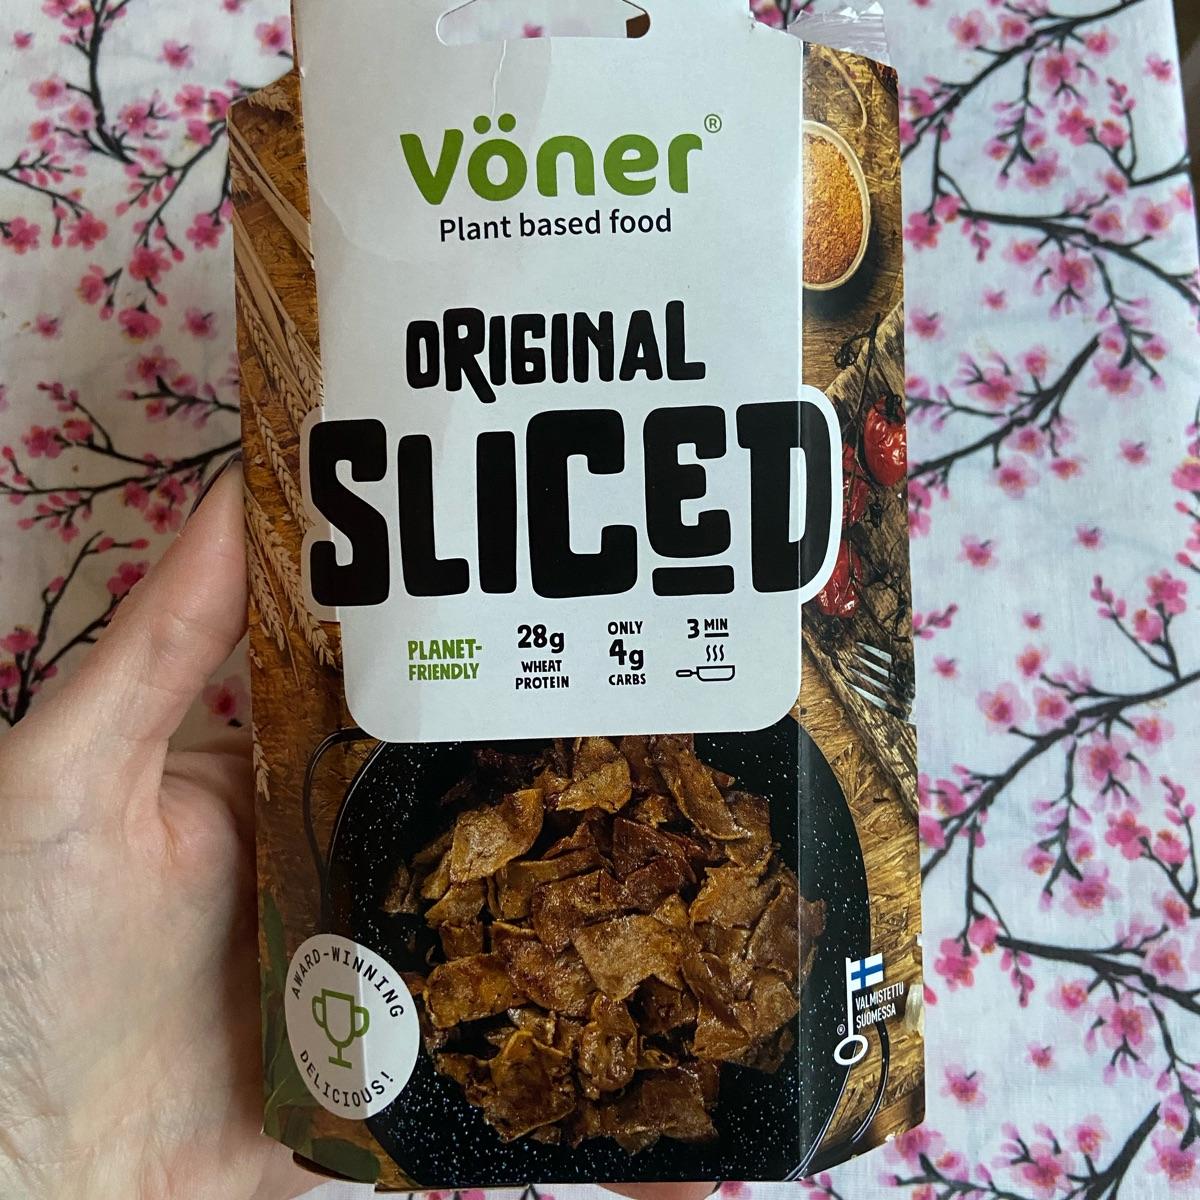 vöner®
Plant based food
ORIGINAL
SLICED
PLANET-
FRIENDLY
28g
WHEAT
PROTEIN
ONLY
4g
CARBS
3 MIN
AWARD-WINNING
DELICIOUS!
VALMISTETTU
SUOMESSA
®